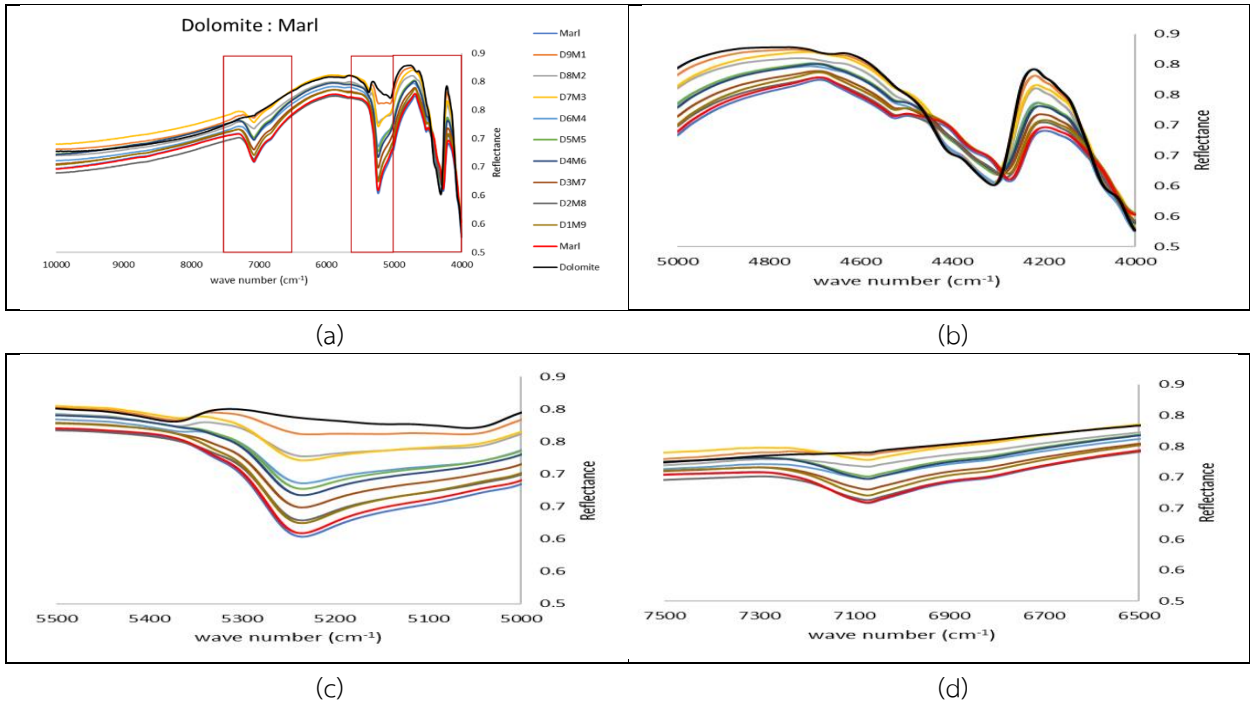 Dolomite : Marl
0.9
0.8
0.8
0.7
0.7
0.6
0.6
0.5
Reflectance
10000 9000 8000 7000 6000 5000 4000
wave number (cm-1)
Marl
D9M1
D8M2
D7M3
D6M4
D5M5
D4M6
D3M7
D2M8
D1M9
Marl
Dolomite
(a)
0.9
0.8
0.8
0.7
0.7
0.6
0.6
0.5
Reflectance
5000 4800 4600 4400 4200 4000
wave number (cm-1)
(b)
0.9
0.8
0.8
0.7
0.7
0.6
0.6
0.5
Reflectance
5500 5400 5300 5200 5100 5000
wave number (cm-1)
(c)
0.9
0.8
0.8
0.7
0.7
0.6
0.6
0.5
Reflectance
7500 7300 7100 6900 6700 6500
wave number (cm-1)
(d)